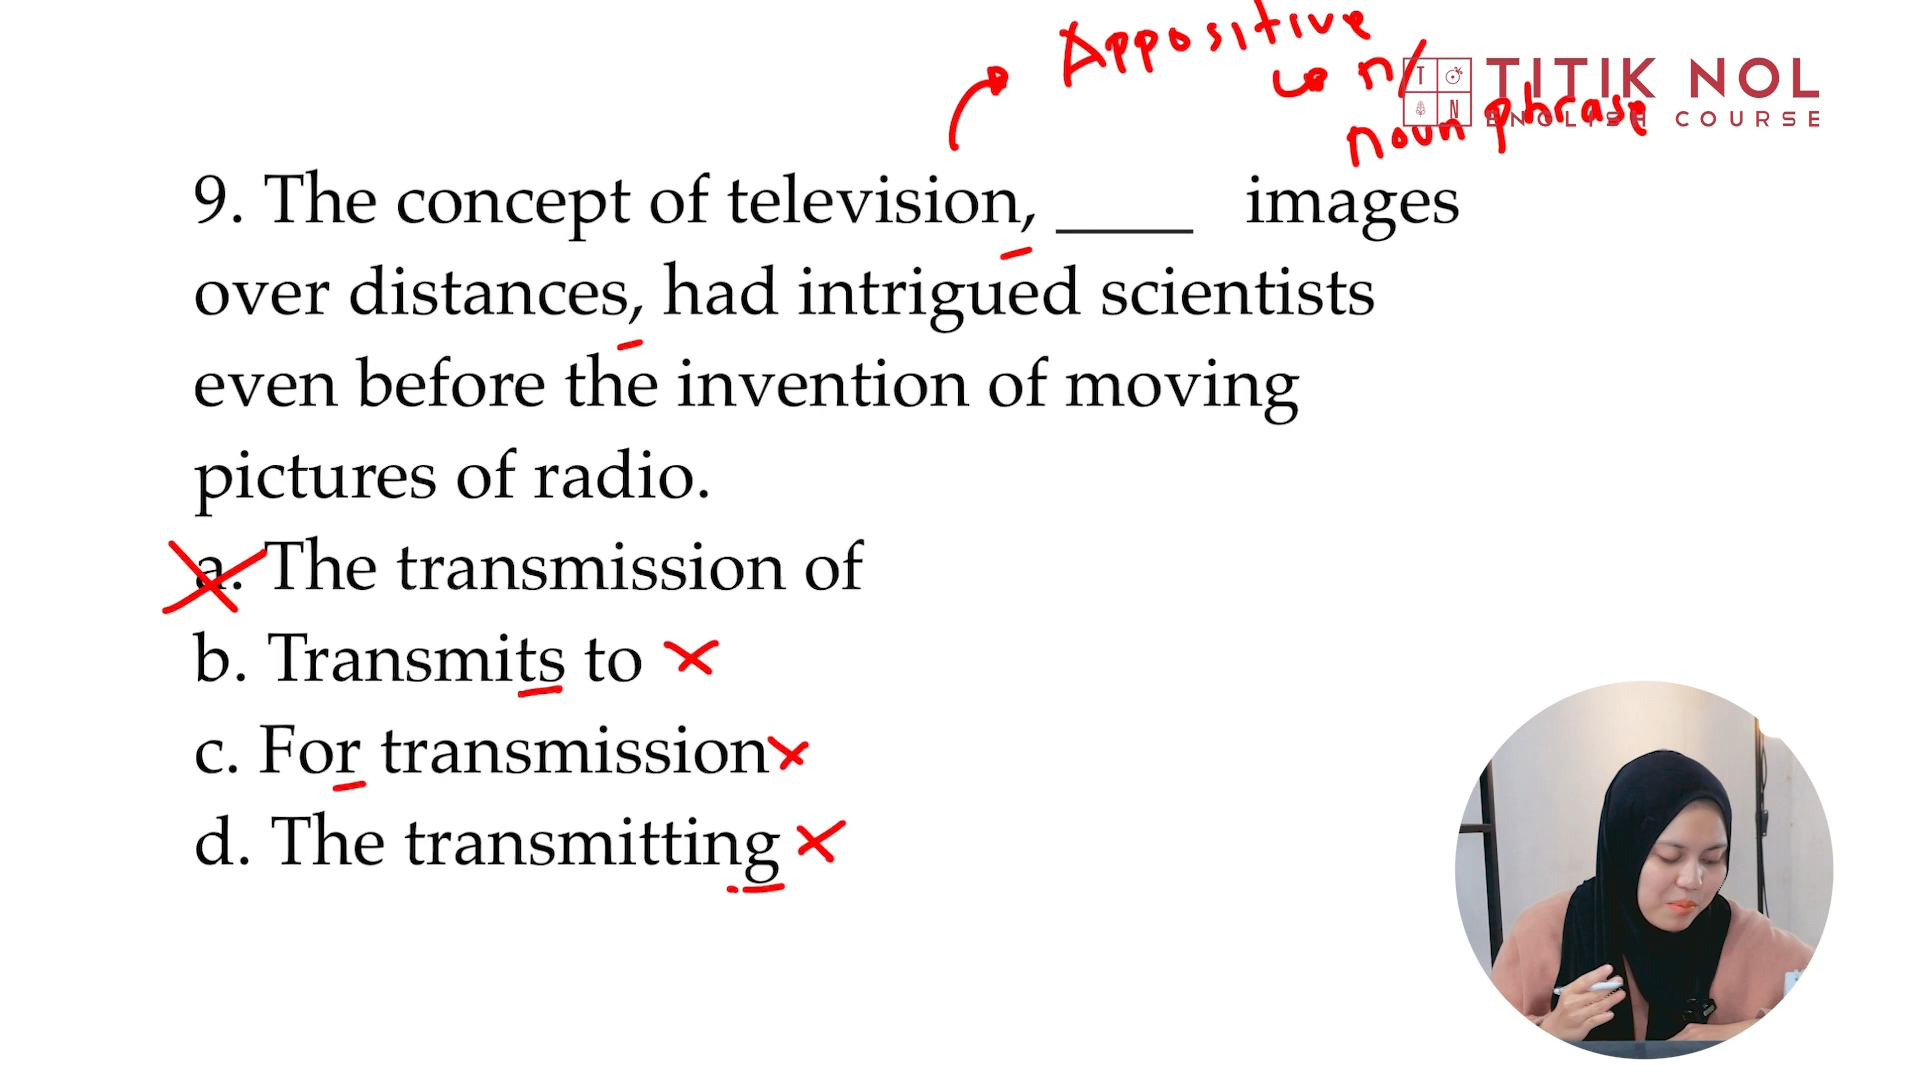 Appositive
n/
noun phrase
TITIK NOL
ENGLISH COURSE
T
N
9. The concept of television, _____ images
over distances, had intrigued scientists
even before the invention of moving
pictures of radio.
a. The transmission of
b. Transmits to
c. For transmission
d. The transmitting